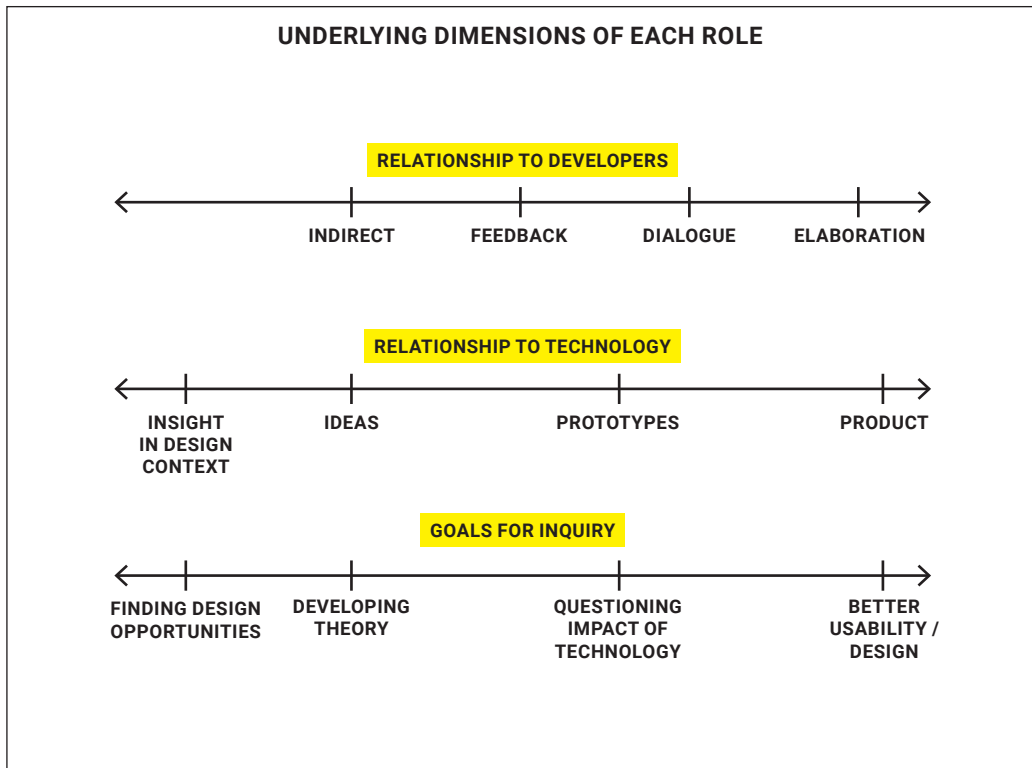 UNDERLYING DIMENSIONS OF EACH ROLE
RELATIONSHIP TO DEVELOPERS
INDIRECT
FEEDBACK
DIALOGUE
ELABORATION
RELATIONSHIP TO TECHNOLOGY
INSIGHT
IN DESIGN
CONTEXT
IDEAS
PROTOTYPES
PRODUCT
GOALS FOR INQUIRY
FINDING DESIGN
OPPORTUNITIES
DEVELOPING
THEORY
QUESTIONING
IMPACT OF
TECHNOLOGY
BETTER
USABILITY /
DESIGN